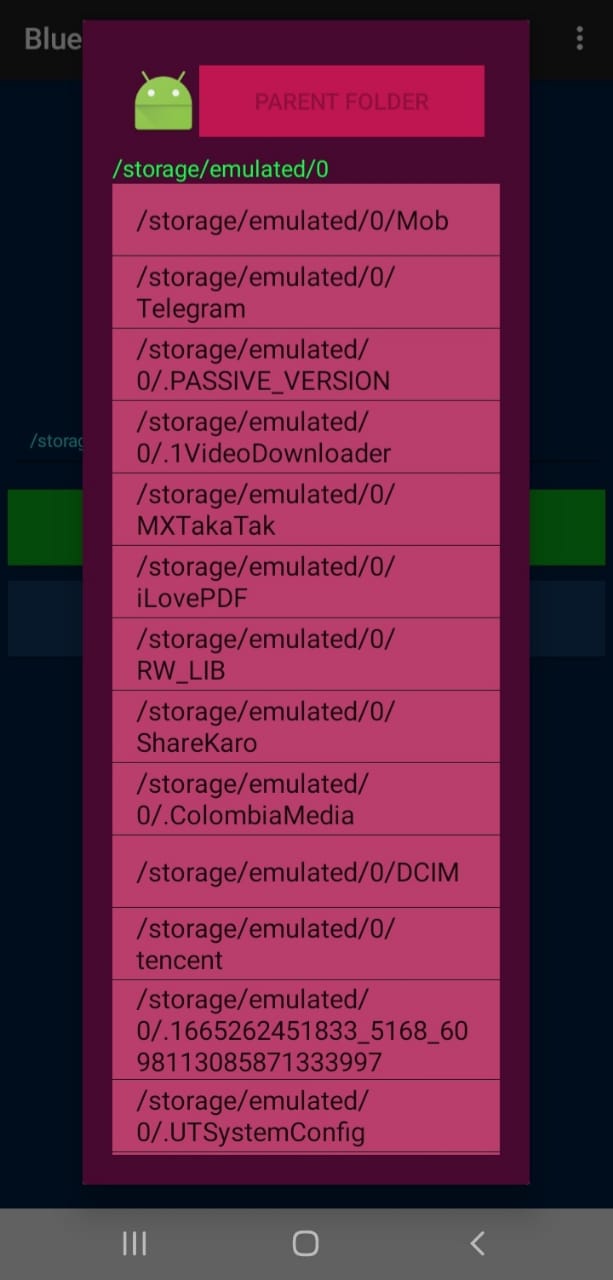 Blue
PARENT FOLDER
/storage/emulated/0
/storage/emulated/0/Mob
/storage/emulated/0/
Telegram
/storage/emulated/
0/.PASSIVE_VERSION
/storage/emulated/
0/.1VideoDownloader
/storag
/storage/emulated/0/
MXTakaTak
/storage/emulated/0/
iLovePDF
/storage/emulated/0/
RW_LIB
/storage/emulated/0/
ShareKaro
/storage/emulated/
0/.ColombiaMedia
/storage/emulated/0/DCIM
/storage/emulated/0/
tencent
/storage/emulated/
0/.1665262451833_5168_60
98113085871333997
/storage/emulated/
0/.UTSystemConfig